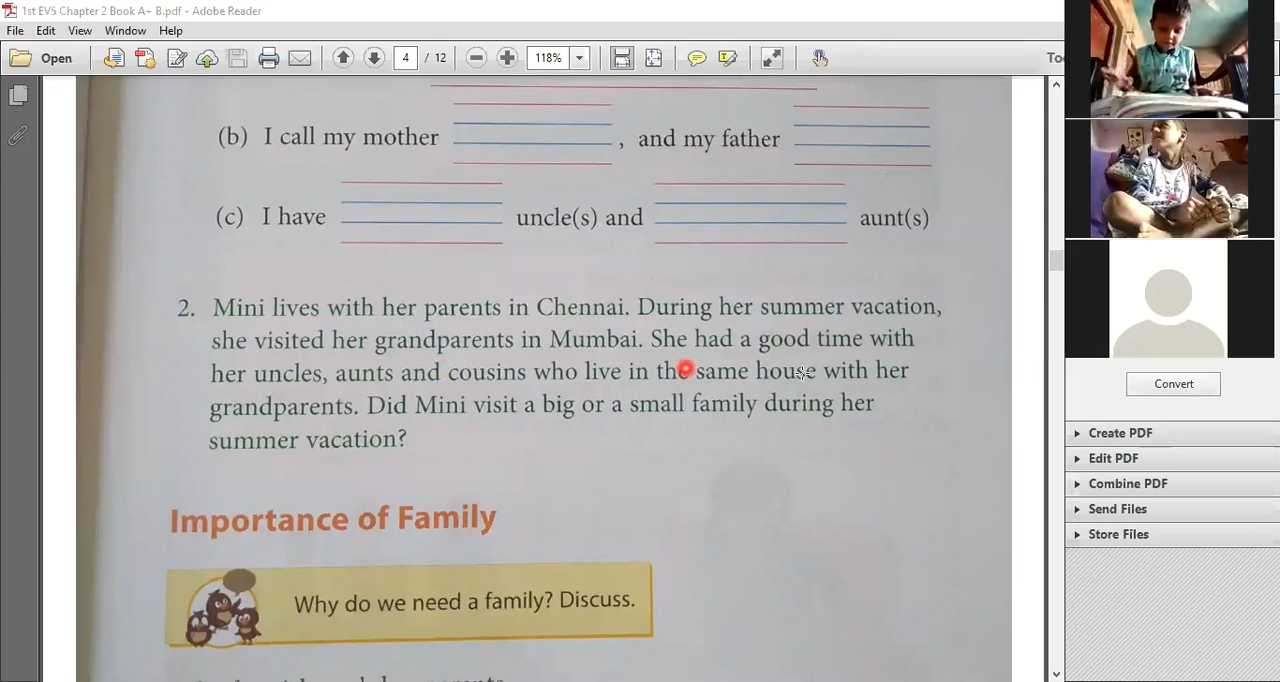 1st EVS Chapter 2 Book A+ B.pdf - Adobe Reader
File Edit View Window Help
Open 4 / 12 118%
(b) I call my mother , and my father
(c) I have uncle(s) and aunt(s)
2. Mini lives with her parents in Chennai. During her summer vacation,
she visited her grandparents in Mumbai. She had a good time with
her uncles, aunts and cousins who live in the same house with her
grandparents. Did Mini visit a big or a small family during her
summer vacation?
Importance of Family
Why do we need a family? Discuss.
Convert
Create PDF
Edit PDF
Combine PDF
Send Files
Store Files